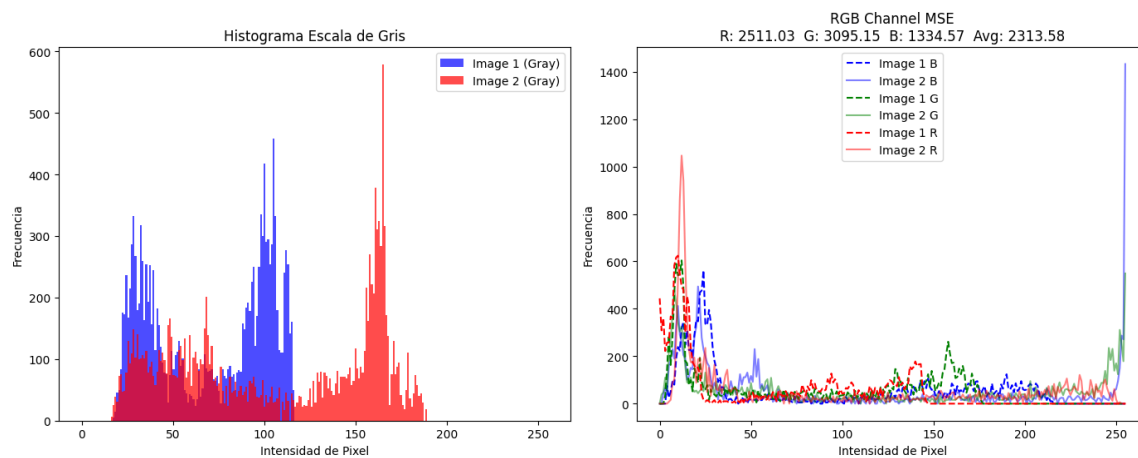 Histograma Escala de Gris
Frecuencia
600
500
400
300
200
100
0
Image 1 (Gray)
Image 2 (Gray)
0 50 100 150 200 250
Intensidad de Pixel
RGB Channel MSE
R: 2511.03 G: 3095.15 B: 1334.57 Avg: 2313.58
Frecuencia
1400
1200
1000
800
600
400
200
0
Image 1 B
Image 2 B
Image 1 G
Image 2 G
Image 1 R
Image 2 R
0 50 100 150 200 250
Intensidad de Pixel